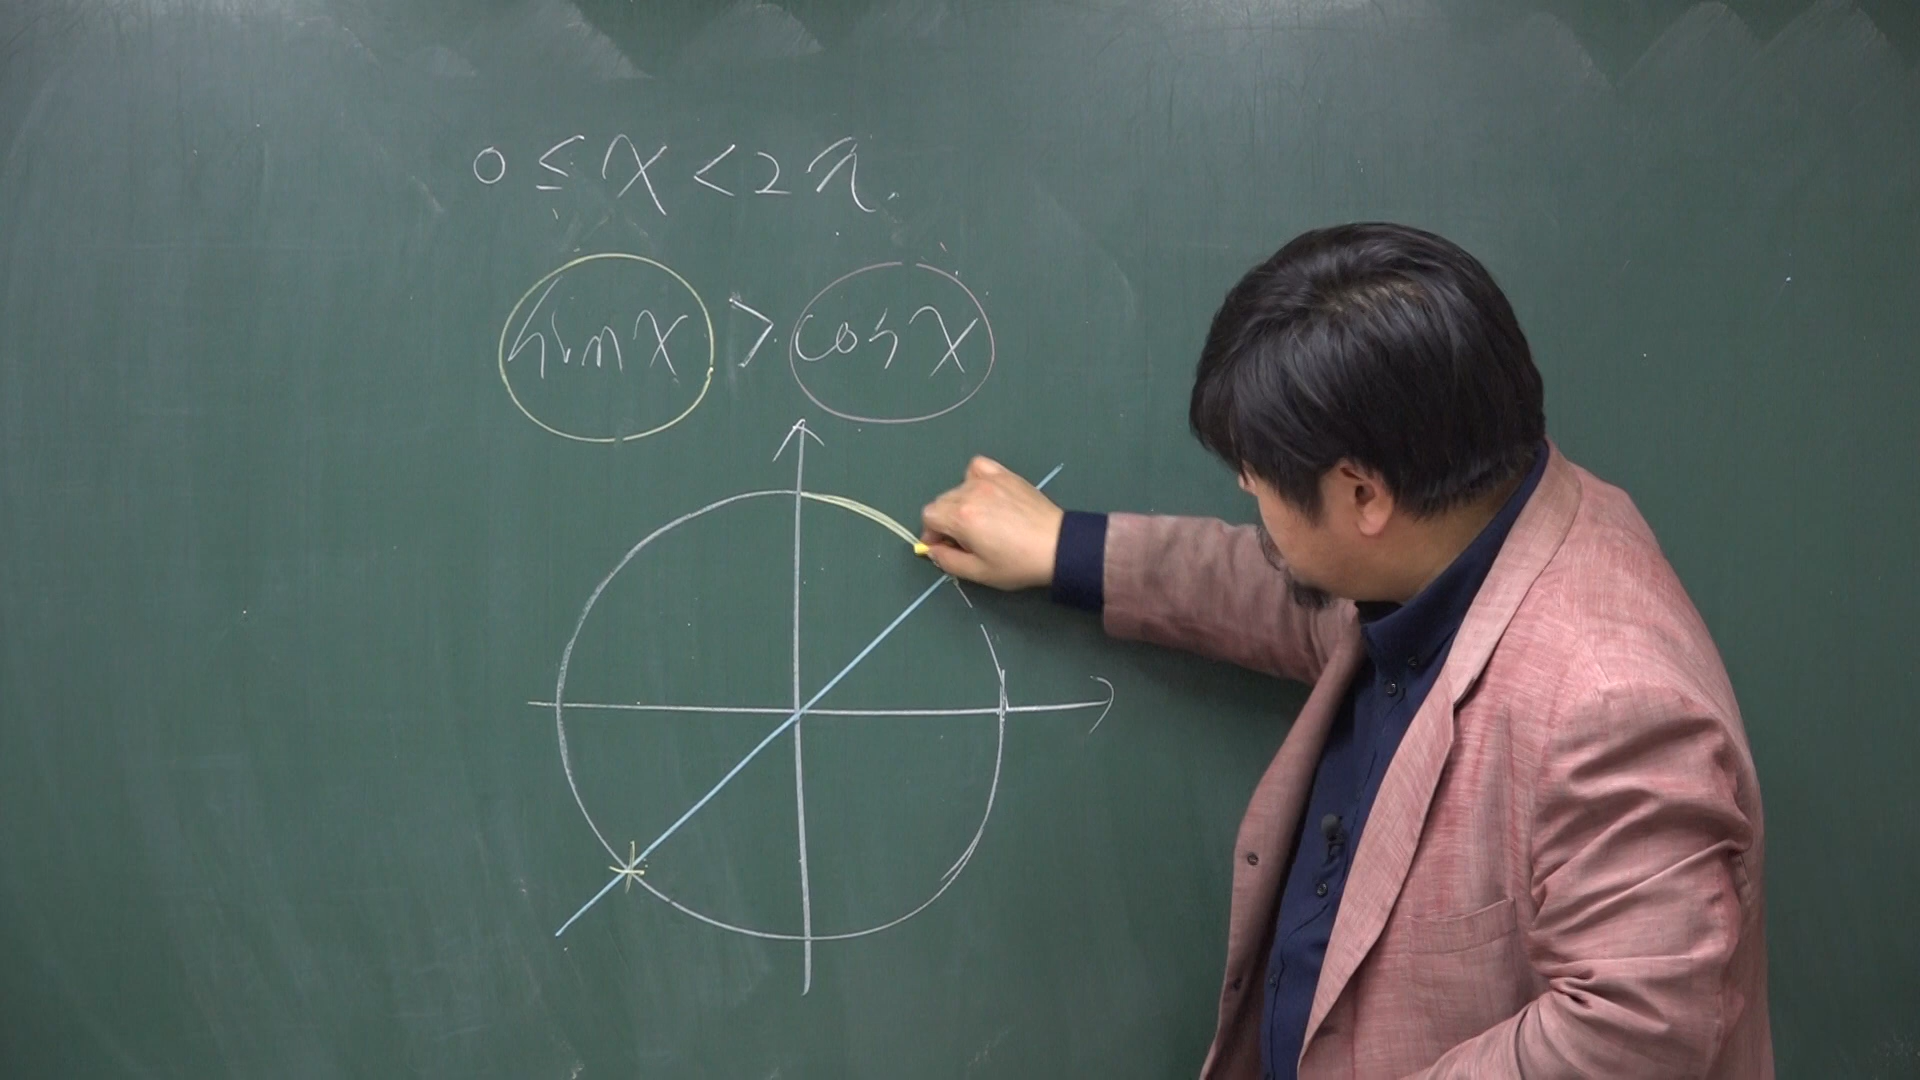 0 ≤ x < 2π.
sin x > cos x